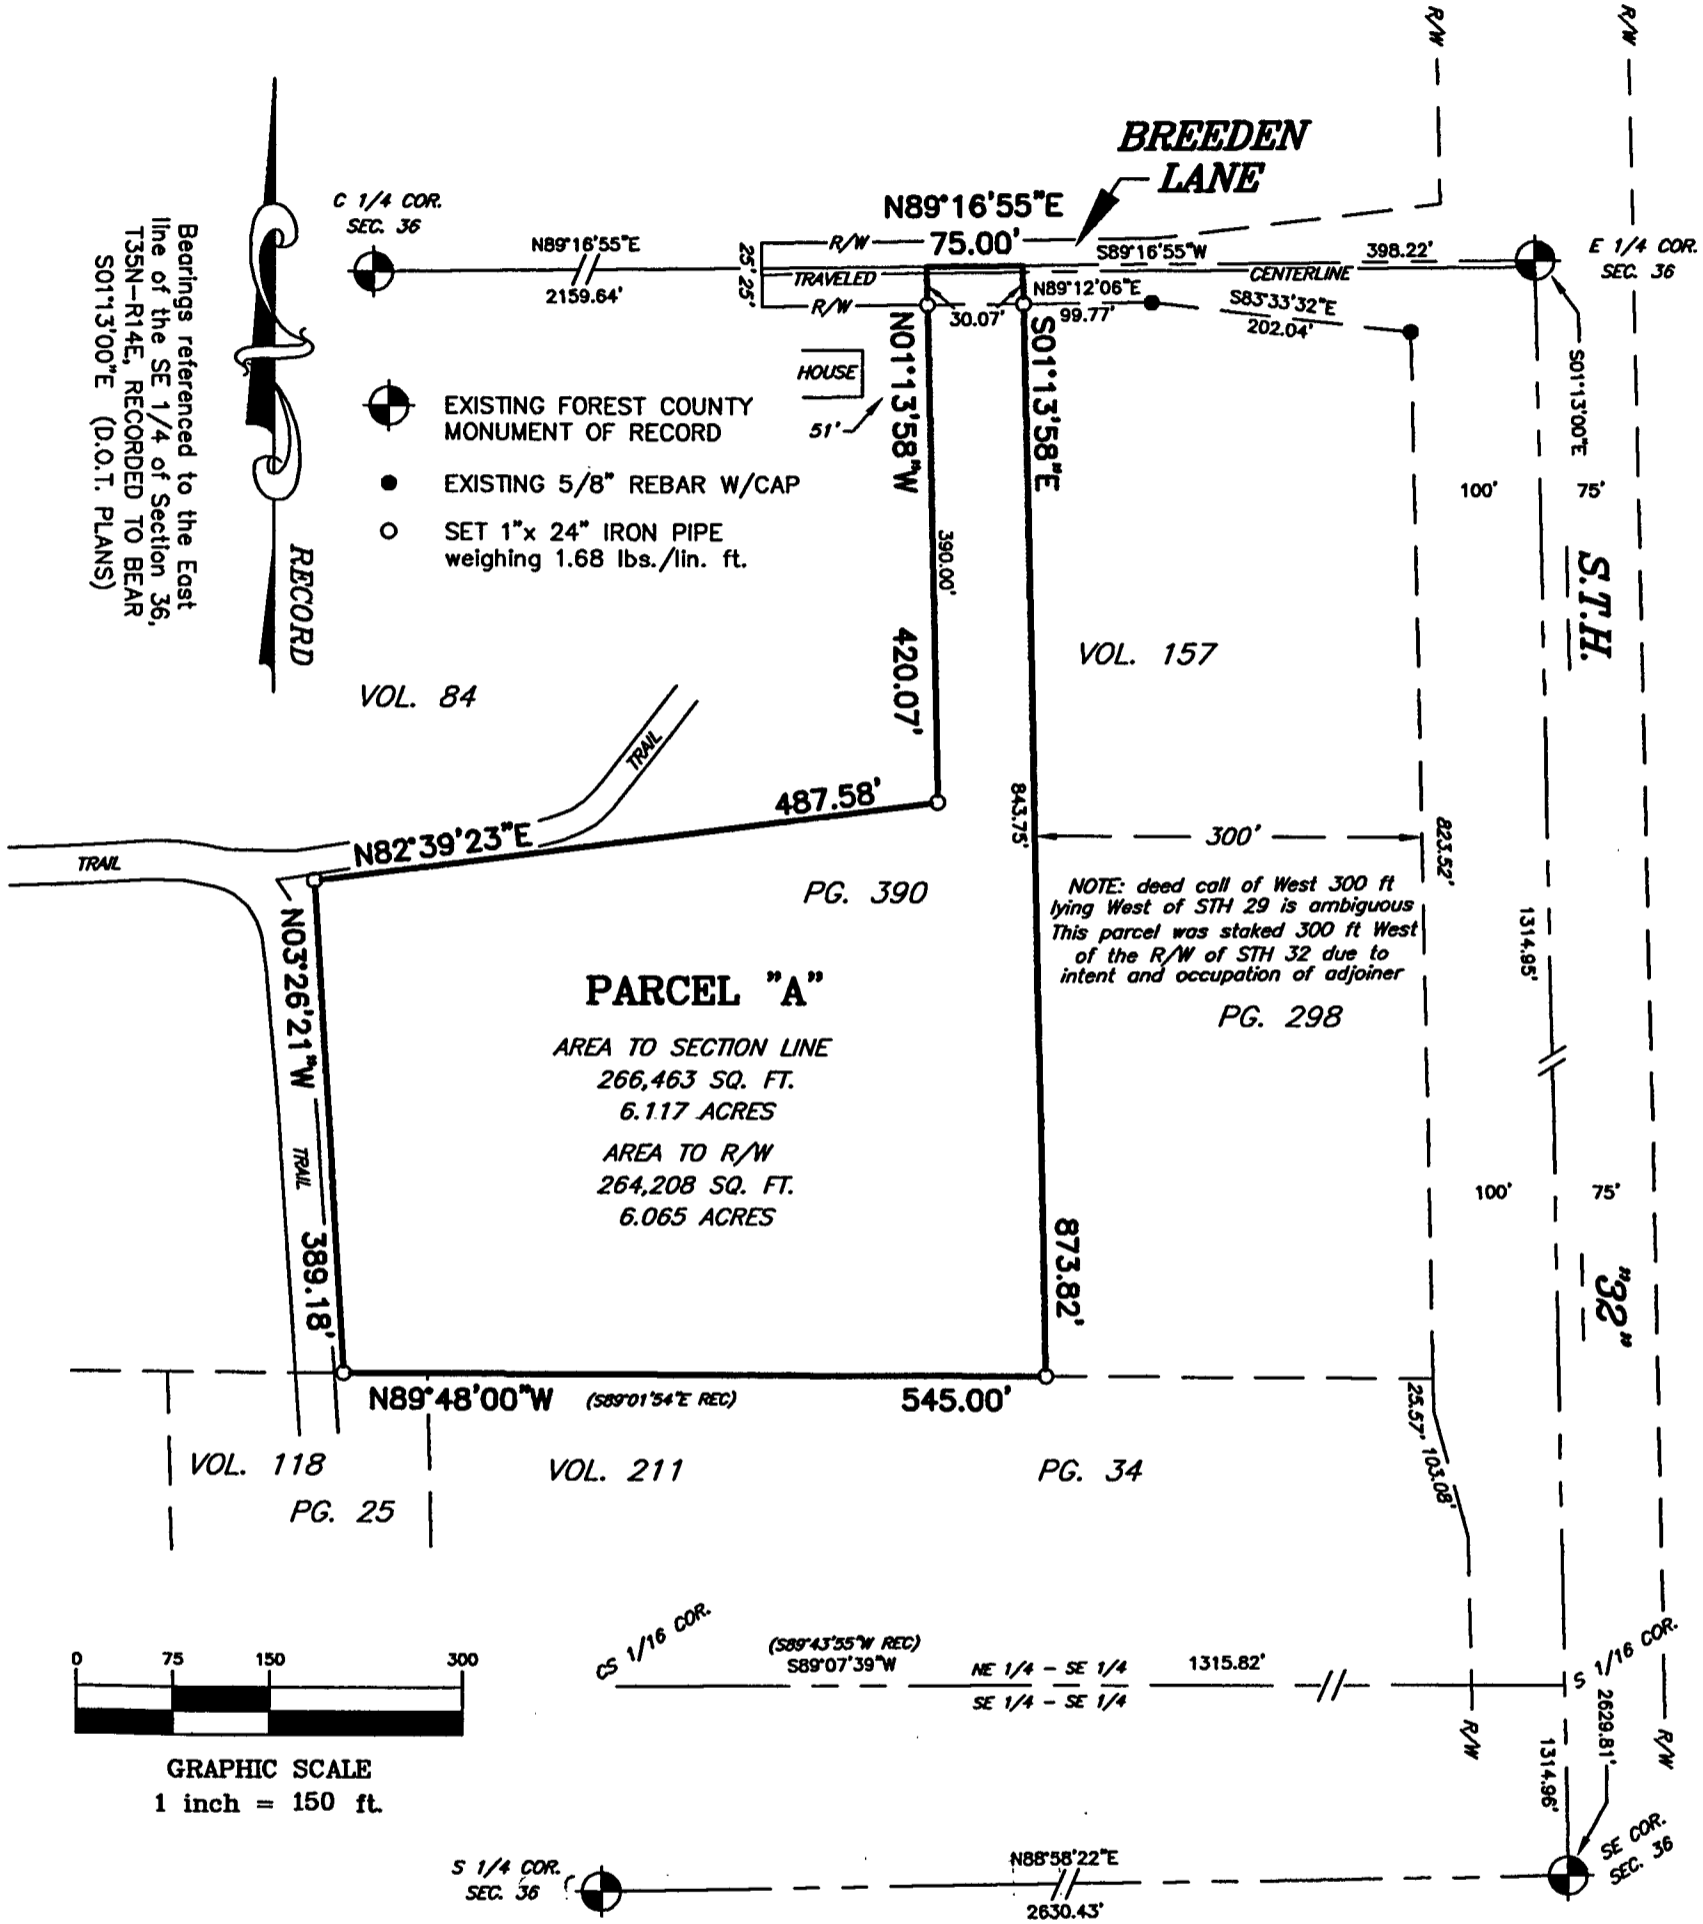 R/W
R/W
BREEDEN
LANE
C 1/4 COR.
SEC. 36
N89°16'55"E
2159.64'
25' 25'
R/W
N89°16'55"E
75.00'
TRAVELED
R/W
S89°16'55"W
398.22'
CENTERLINE
E 1/4 COR.
SEC. 36
30.07'
N89°12'06"E
99.77'
S83°33'32"E
202.04'
S01°13'00"E
Bearings referenced to the East
line of the SE 1/4 of Section 36,
T35N-R14E, RECORDED TO BEAR
S01°13'00"E (D.O.T. PLANS)
RECORD
EXISTING FOREST COUNTY
MONUMENT OF RECORD
EXISTING 5/8" REBAR W/CAP
SET 1"x 24" IRON PIPE
weighing 1.68 lbs./lin. ft.
HOUSE
51'
N01°13'58"W
390.00'
420.07'
S01°13'58"E
843.75'
873.82'
100'
75'
S.T.H.
VOL. 84
VOL. 157
TRAIL
487.58'
N82°39'23"E
TRAIL
300'
823.52'
1314.95'
PG. 390
NOTE: deed call of West 300 ft
lying West of STH 29 is ambiguous
This parcel was staked 300 ft West
of the R/W of STH 32 due to
intent and occupation of adjoiner
PG. 298
N03°26'21"W
TRAIL
389.18'
PARCEL "A"
AREA TO SECTION LINE
266,463 SQ. FT.
6.117 ACRES
AREA TO R/W
264,208 SQ. FT.
6.065 ACRES
100'
75'
"32"
N89°48'00"W
(S89°01'54"E REC)
545.00'
25.57'
103.08'
VOL. 118
PG. 25
VOL. 211
PG. 34
CS 1/16 COR.
(S89°43'55"W REC)
S89°07'39"W
NE 1/4 - SE 1/4
SE 1/4 - SE 1/4
1315.82'
S 1/16 COR.
R/W
R/W
2629.81'
1314.96'
0 75 150 300
GRAPHIC SCALE
1 inch = 150 ft.
S 1/4 COR.
SEC. 36
N88°58'22"E
2630.43'
SE COR.
SEC. 36